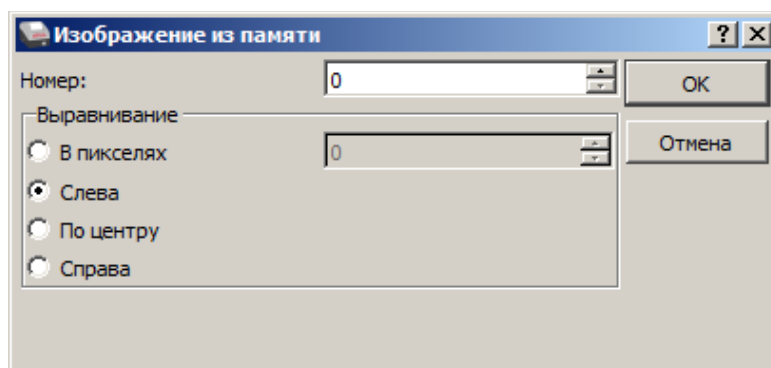 Изображение из памяти
Номер: 0 OK
Выравнивание
В пикселях 0 Отмена
Слева
По центру
Справа